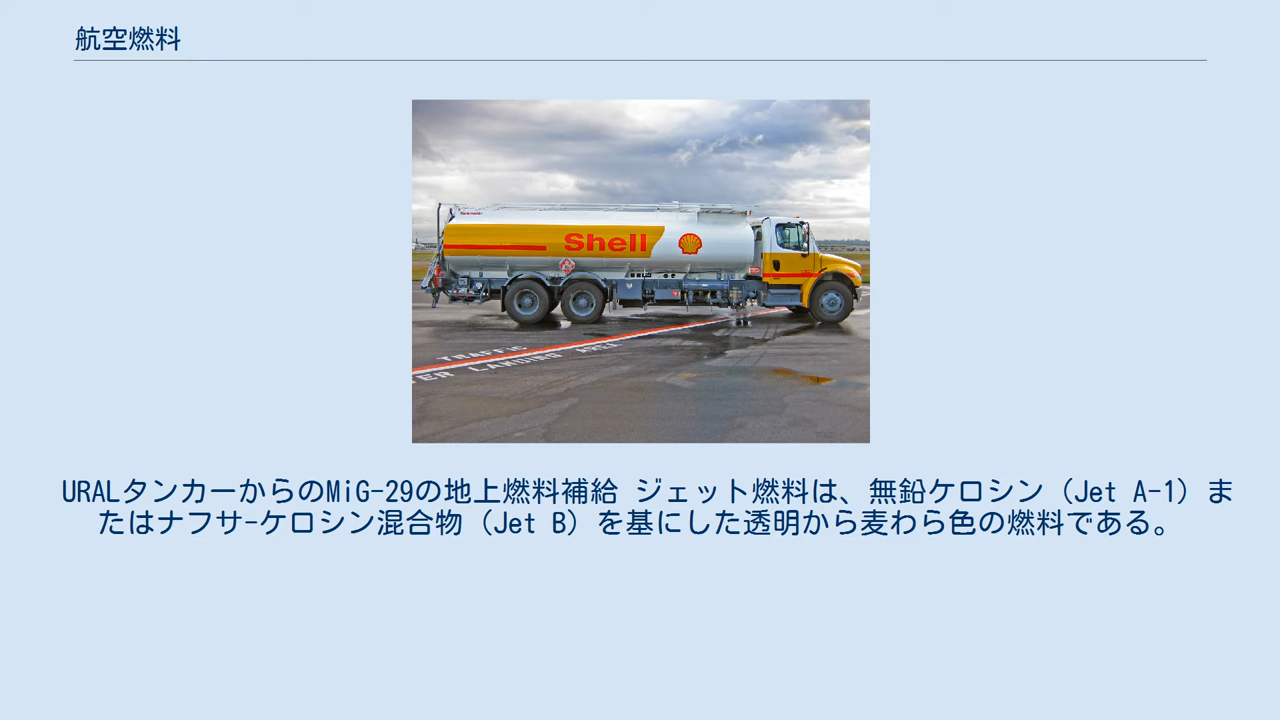 航空燃料
Shell
TRAFFIC
TER LANDING AREA
URALタンカーからのMiG-29の地上燃料補給 ジェット燃料は、無鉛ケロシン（Jet A-1）ま
たはナフサ-ケロシン混合物（Jet B）を基にした透明から麦わら色の燃料である。